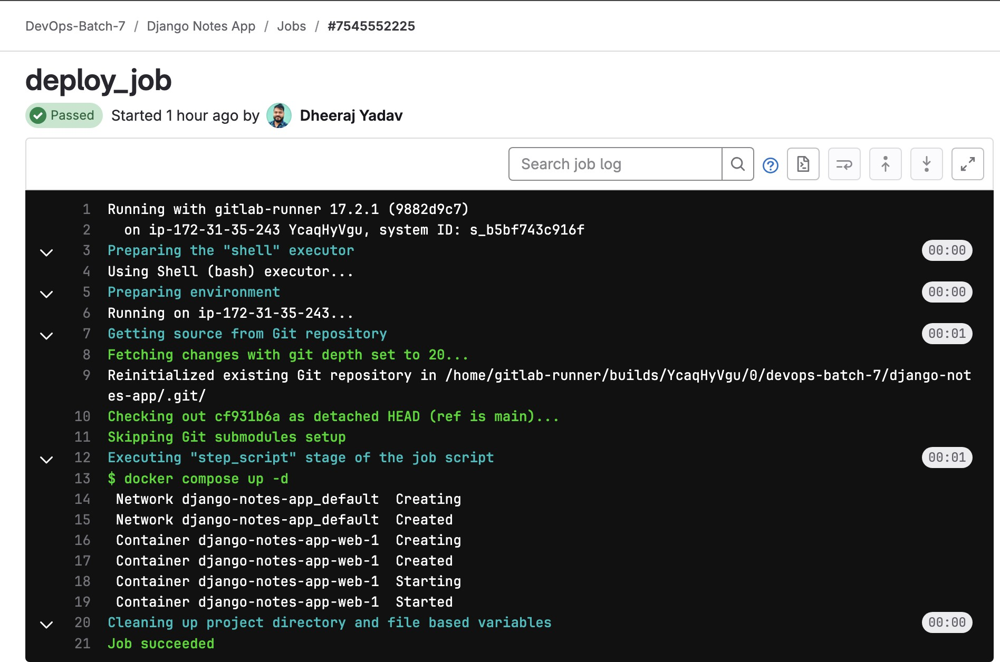 DevOps-Batch-7 / Django Notes App / Jobs / #7545552225
deploy_job
Passed Started 1 hour ago by Dheeraj Yadav
Search job log
1 Running with gitlab-runner 17.2.1 (9882d9c7)
2 on ip-172-31-35-243 YcaqHyVgu, system ID: s_b5bf743c916f
3 Preparing the "shell" executor 00:00
4 Using Shell (bash) executor...
5 Preparing environment 00:00
6 Running on ip-172-31-35-243...
7 Getting source from Git repository 00:01
8 Fetching changes with git depth set to 20...
9 Reinitialized existing Git repository in /home/gitlab-runner/builds/YcaqHyVgu/0/devops-batch-7/django-not
es-app/.git/
10 Checking out cf931b6a as detached HEAD (ref is main)...
11 Skipping Git submodules setup
12 Executing "step_script" stage of the job script 00:01
13 $ docker compose up -d
14 Network django-notes-app_default Creating
15 Network django-notes-app_default Created
16 Container django-notes-app-web-1 Creating
17 Container django-notes-app-web-1 Created
18 Container django-notes-app-web-1 Starting
19 Container django-notes-app-web-1 Started
20 Cleaning up project directory and file based variables 00:00
21 Job succeeded